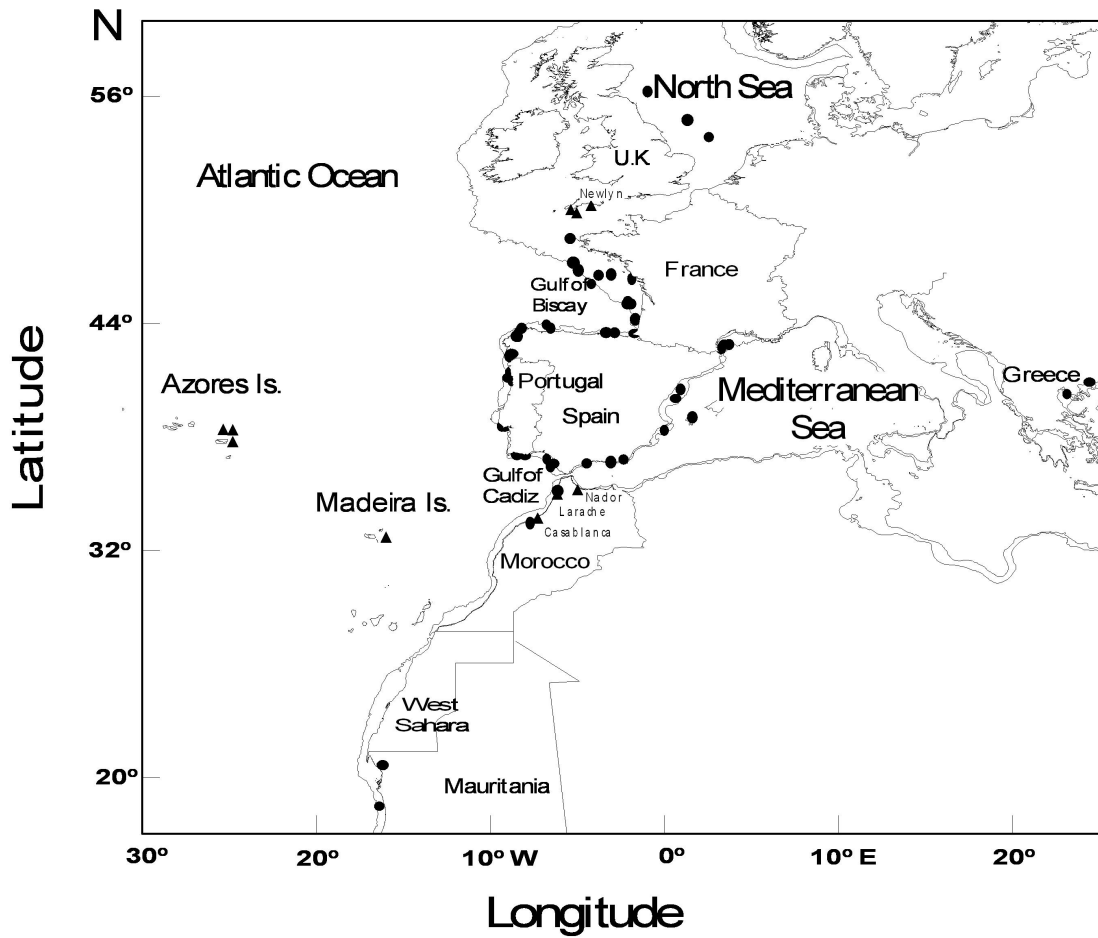 N
56º
North Sea
U.K
Atlantic Ocean
Newlyn
France
Gulf of
Biscay
44º
Azores Is.
Portugal
Spain
Mediterranean
Sea
Greece
Latitude
Gulf of
Cadiz
Madeira Is.
Nador
Larache
Casablanca
32º
Morocco
West
Sahara
20º
Mauritania
30º
20º
10º W
0º
10º E
20º
Longitude